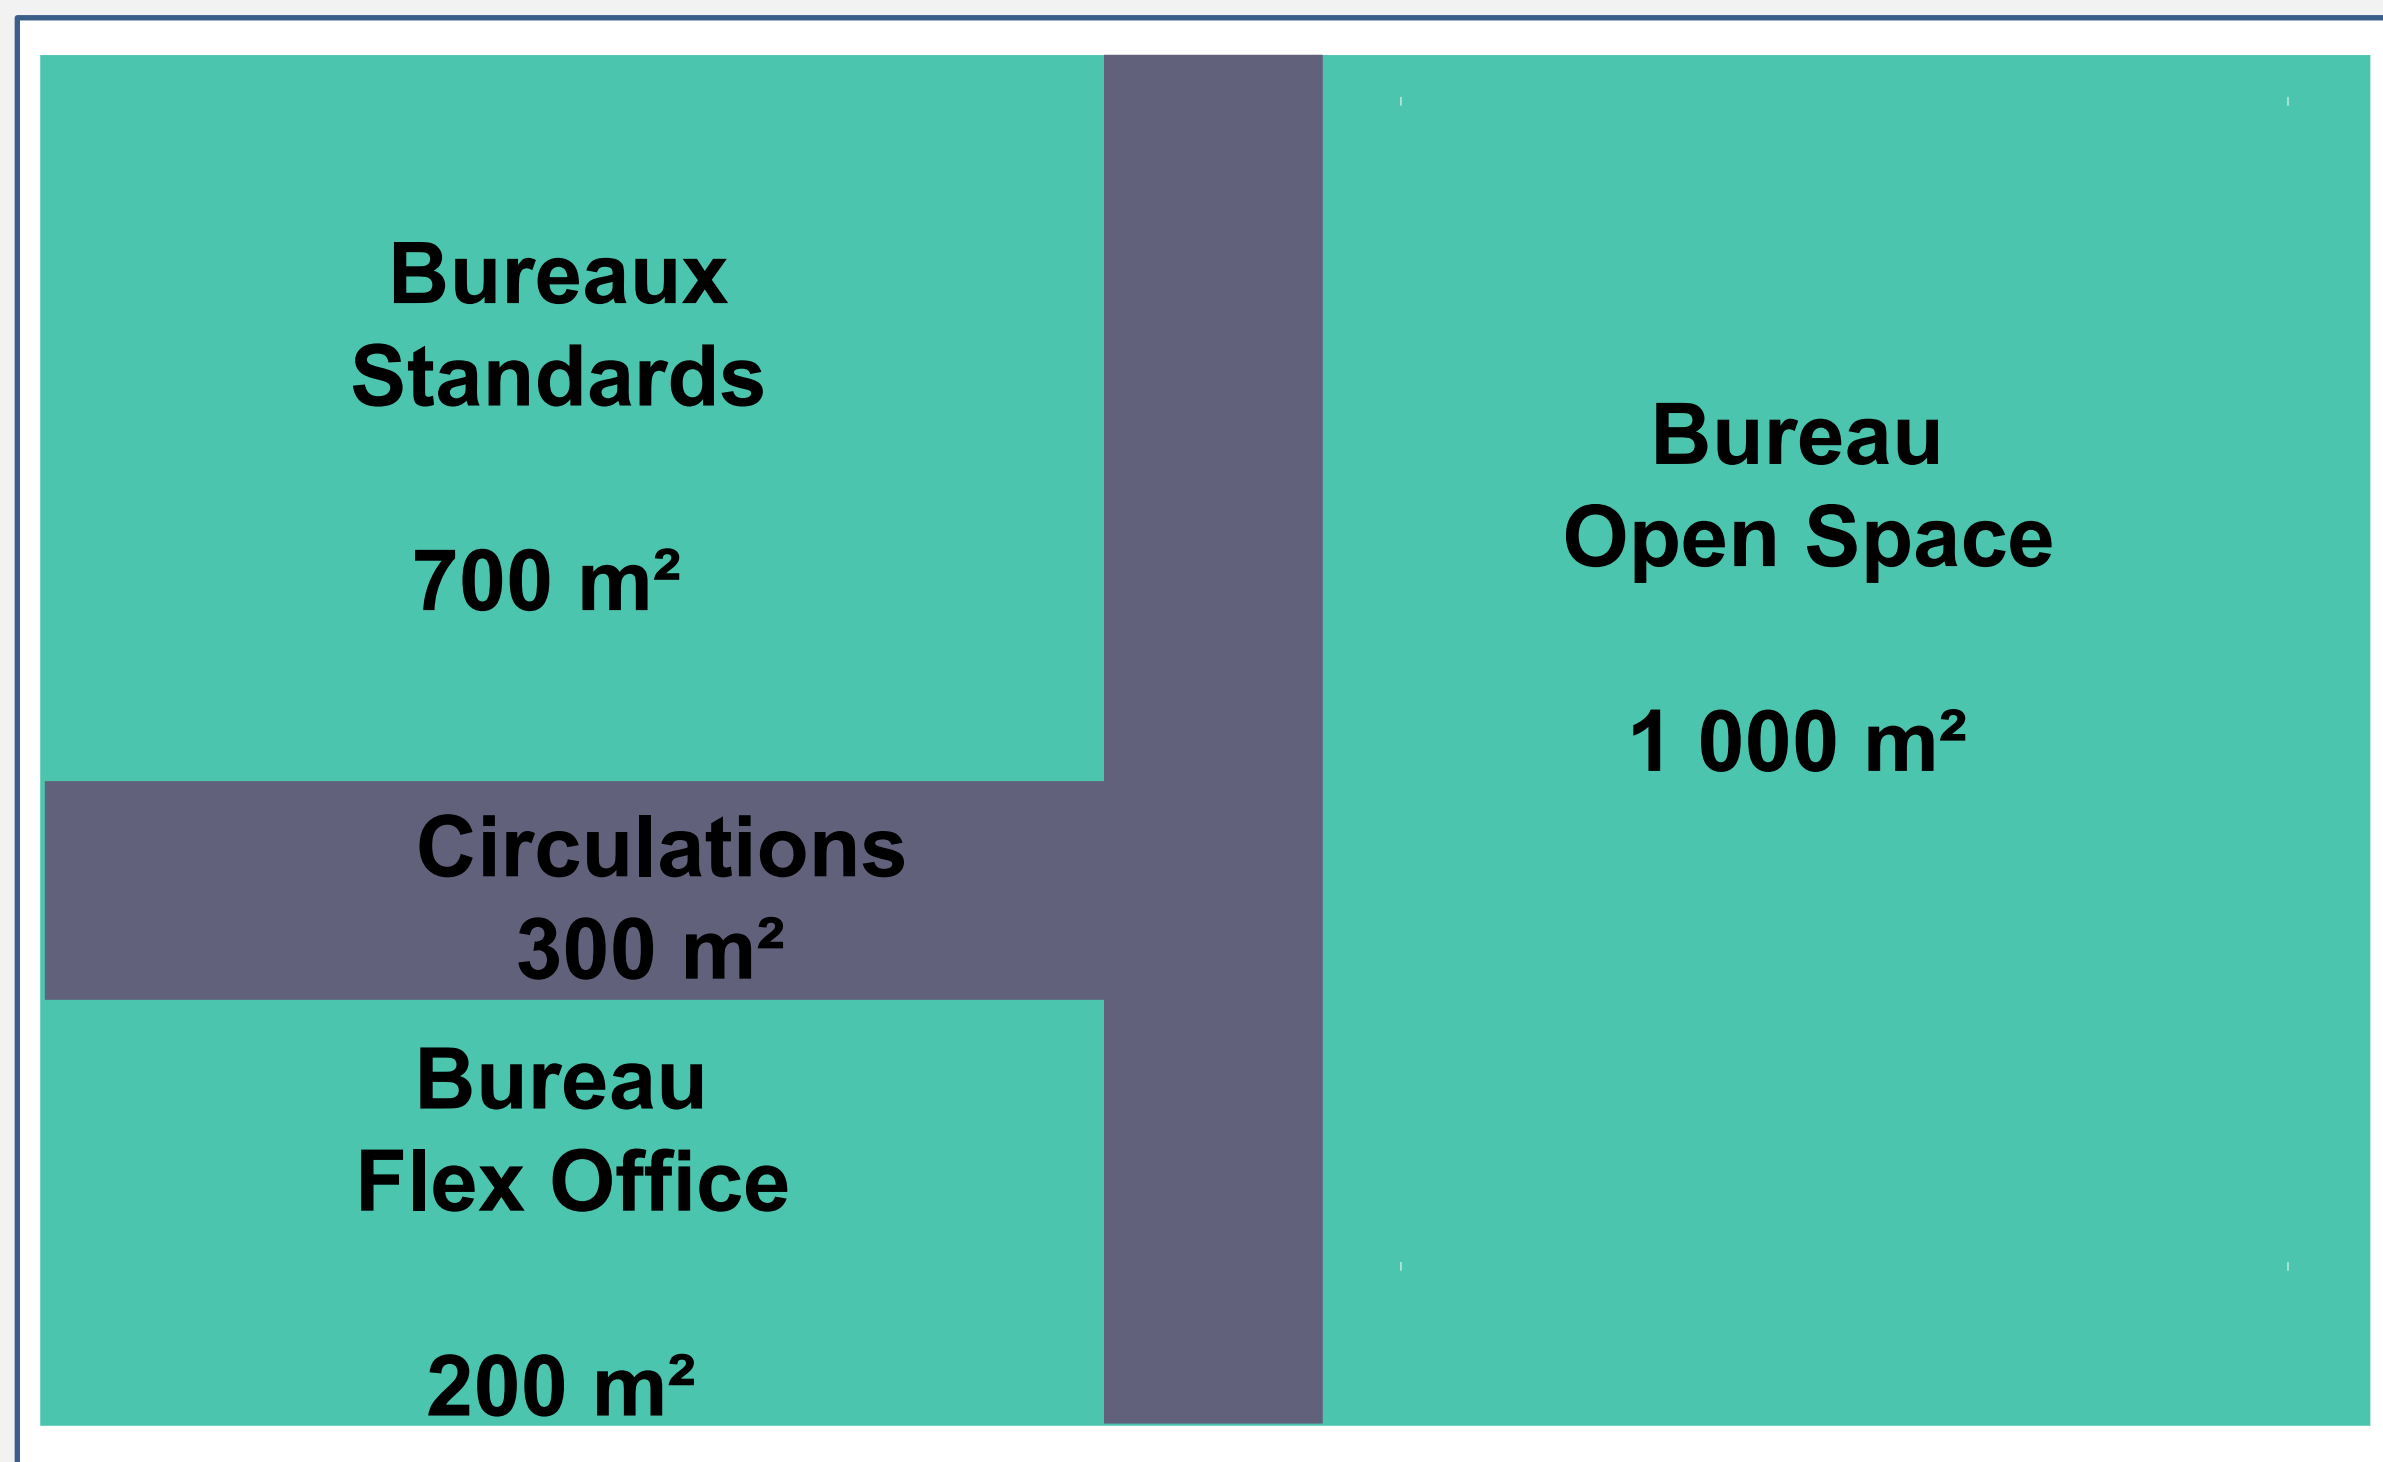 Bureaux
Standards
700 m²
Circulations
300 m²
Bureau
Flex Office
200 m²
Bureau
Open Space
1 000 m²